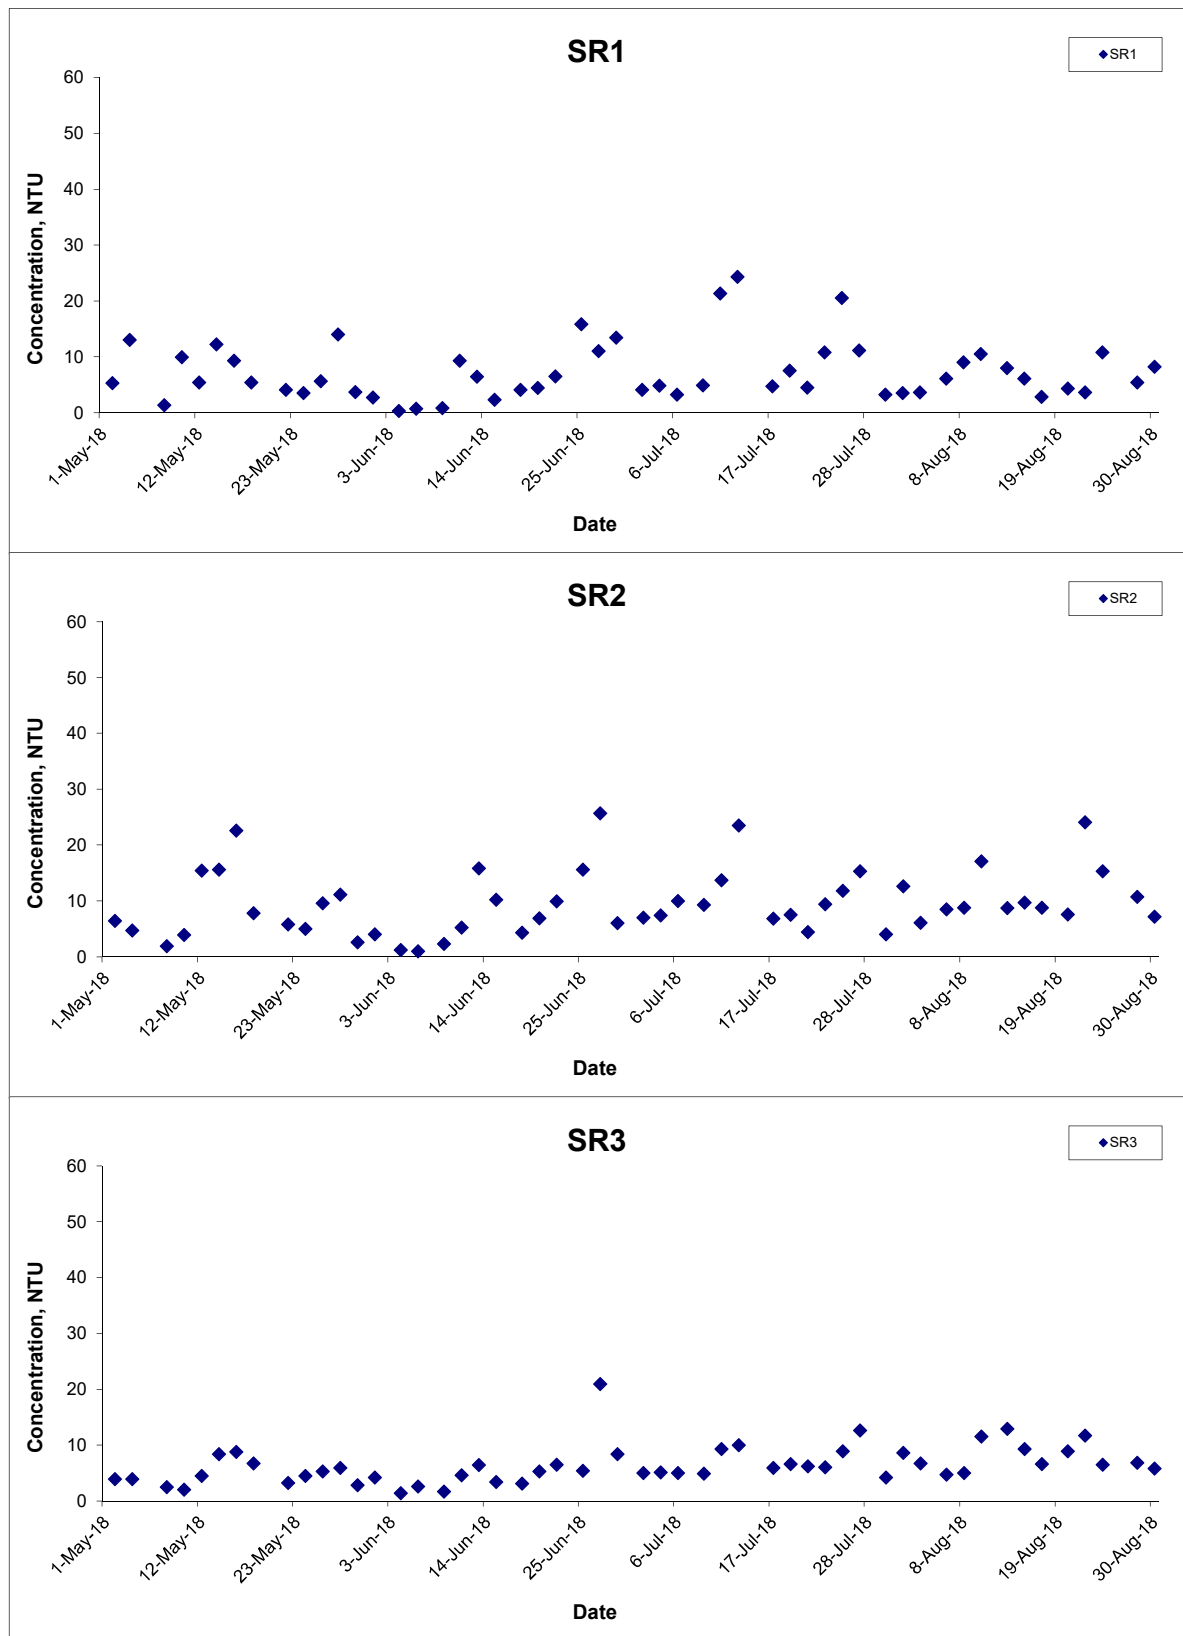 SR1
SR1
60
50
40
30
20
10
0
Concentration, NTU
1-May-18
12-May-18
23-May-18
3-Jun-18
14-Jun-18
25-Jun-18
6-Jul-18
17-Jul-18
28-Jul-18
8-Aug-18
19-Aug-18
30-Aug-18
Date
SR2
SR2
60
50
40
30
20
10
0
Concentration, NTU
1-May-18
12-May-18
23-May-18
3-Jun-18
14-Jun-18
25-Jun-18
6-Jul-18
17-Jul-18
28-Jul-18
8-Aug-18
19-Aug-18
30-Aug-18
Date
SR3
SR3
60
50
40
30
20
10
0
Concentration, NTU
1-May-18
12-May-18
23-May-18
3-Jun-18
14-Jun-18
25-Jun-18
6-Jul-18
17-Jul-18
28-Jul-18
8-Aug-18
19-Aug-18
30-Aug-18
Date